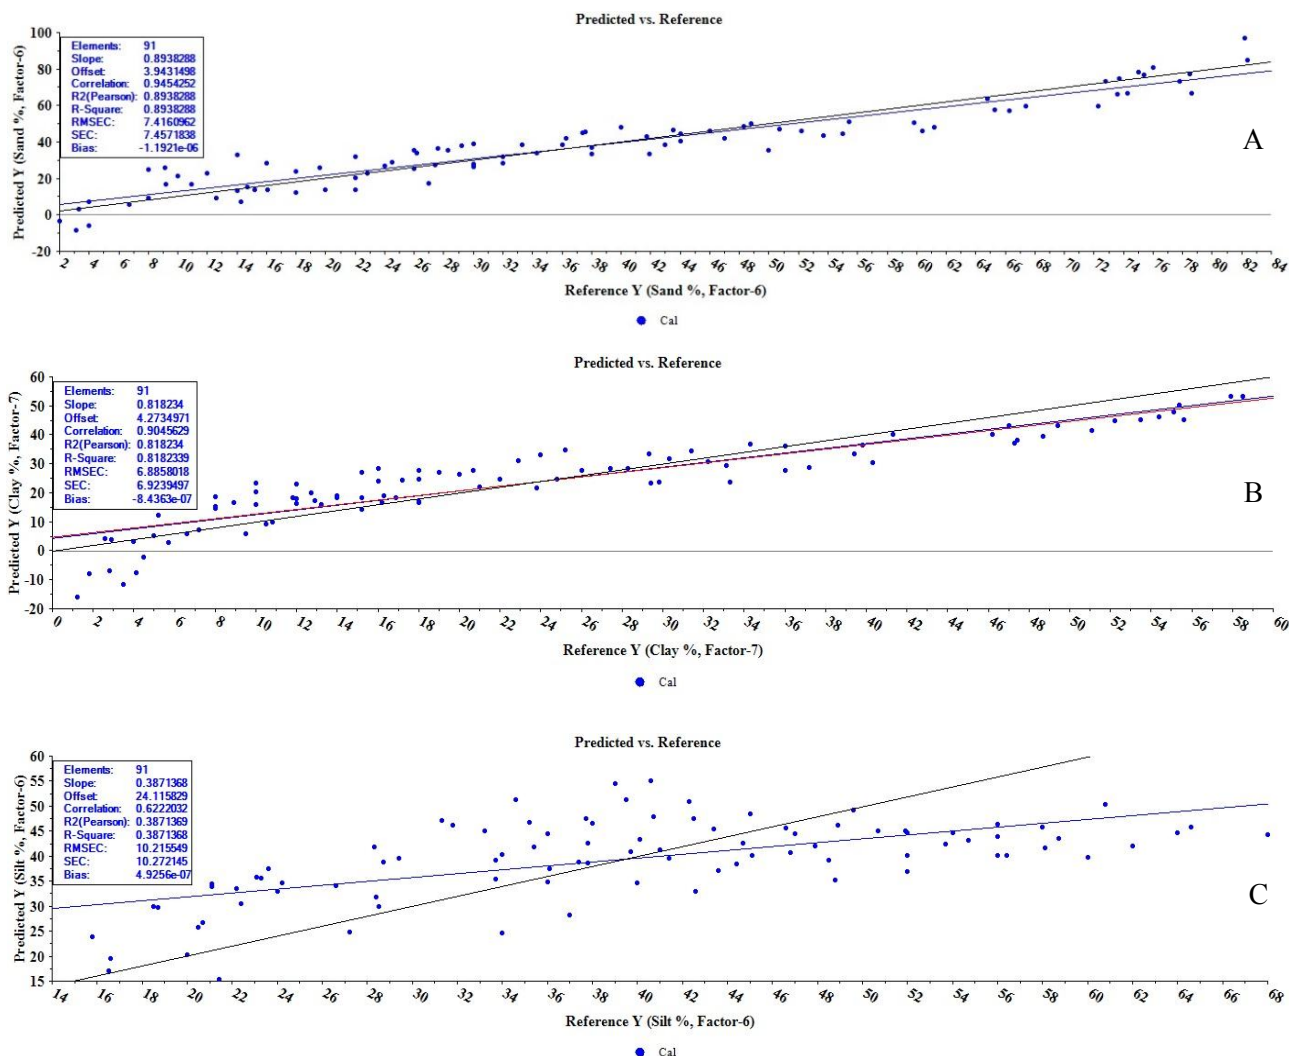 Predicted vs. Reference
Predicted Y (Sand %, Factor-6)
100
80
60
40
20
0
-20
Elements: 91
Slope: 0.8938288
Offset: 3.9431498
Correlation: 0.9454252
R2(Pearson): 0.8938288
R-Square: 0.8938288
RMSEC: 7.4160962
SEC: 7.4571838
Bias: -1.1921e-06
A
2 4 6 8 10 12 14 16 18 20 22 24 26 28 30 32 34 36 38 40 42 44 46 48 50 52 54 56 58 60 62 64 66 68 70 72 74 76 78 80 82 84
Reference Y (Sand %, Factor-6)
Cal
Predicted vs. Reference
Predicted Y (Clay %, Factor-7)
60
50
40
30
20
10
0
-10
-20
Elements: 91
Slope: 0.818234
Offset: 4.2734971
Correlation: 0.9045629
R2(Pearson): 0.818234
R-Square: 0.8182339
RMSEC: 6.8858018
SEC: 6.9239497
Bias: -8.4363e-07
B
0 2 4 6 8 10 12 14 16 18 20 22 24 26 28 30 32 34 36 38 40 42 44 46 48 50 52 54 56 58 60
Reference Y (Clay %, Factor-7)
Cal
Predicted vs. Reference
Predicted Y (Silt %, Factor-6)
60
55
50
45
40
35
30
25
20
15
Elements: 91
Slope: 0.3871368
Offset: 24.115829
Correlation: 0.6222032
R2(Pearson): 0.3871369
R-Square: 0.3871368
RMSEC: 10.215549
SEC: 10.272145
Bias: 4.9256e-07
C
14 16 18 20 22 24 26 28 30 32 34 36 38 40 42 44 46 48 50 52 54 56 58 60 62 64 66 68
Reference Y (Silt %, Factor-6)
Cal